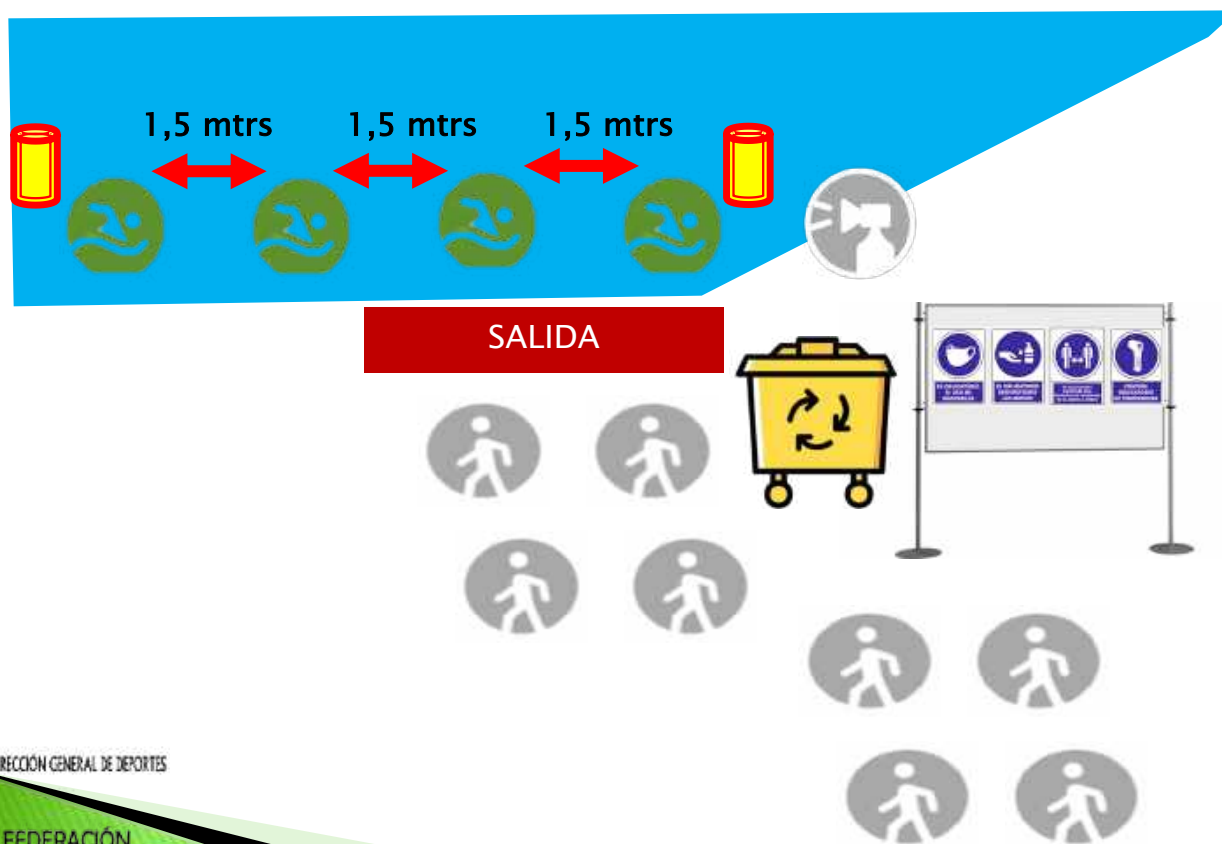 1,5 mtrs 1,5 mtrs 1,5 mtrs
SALIDA
RECCIÓN GENERAL DE DEPORTES
FEDERACIÓN